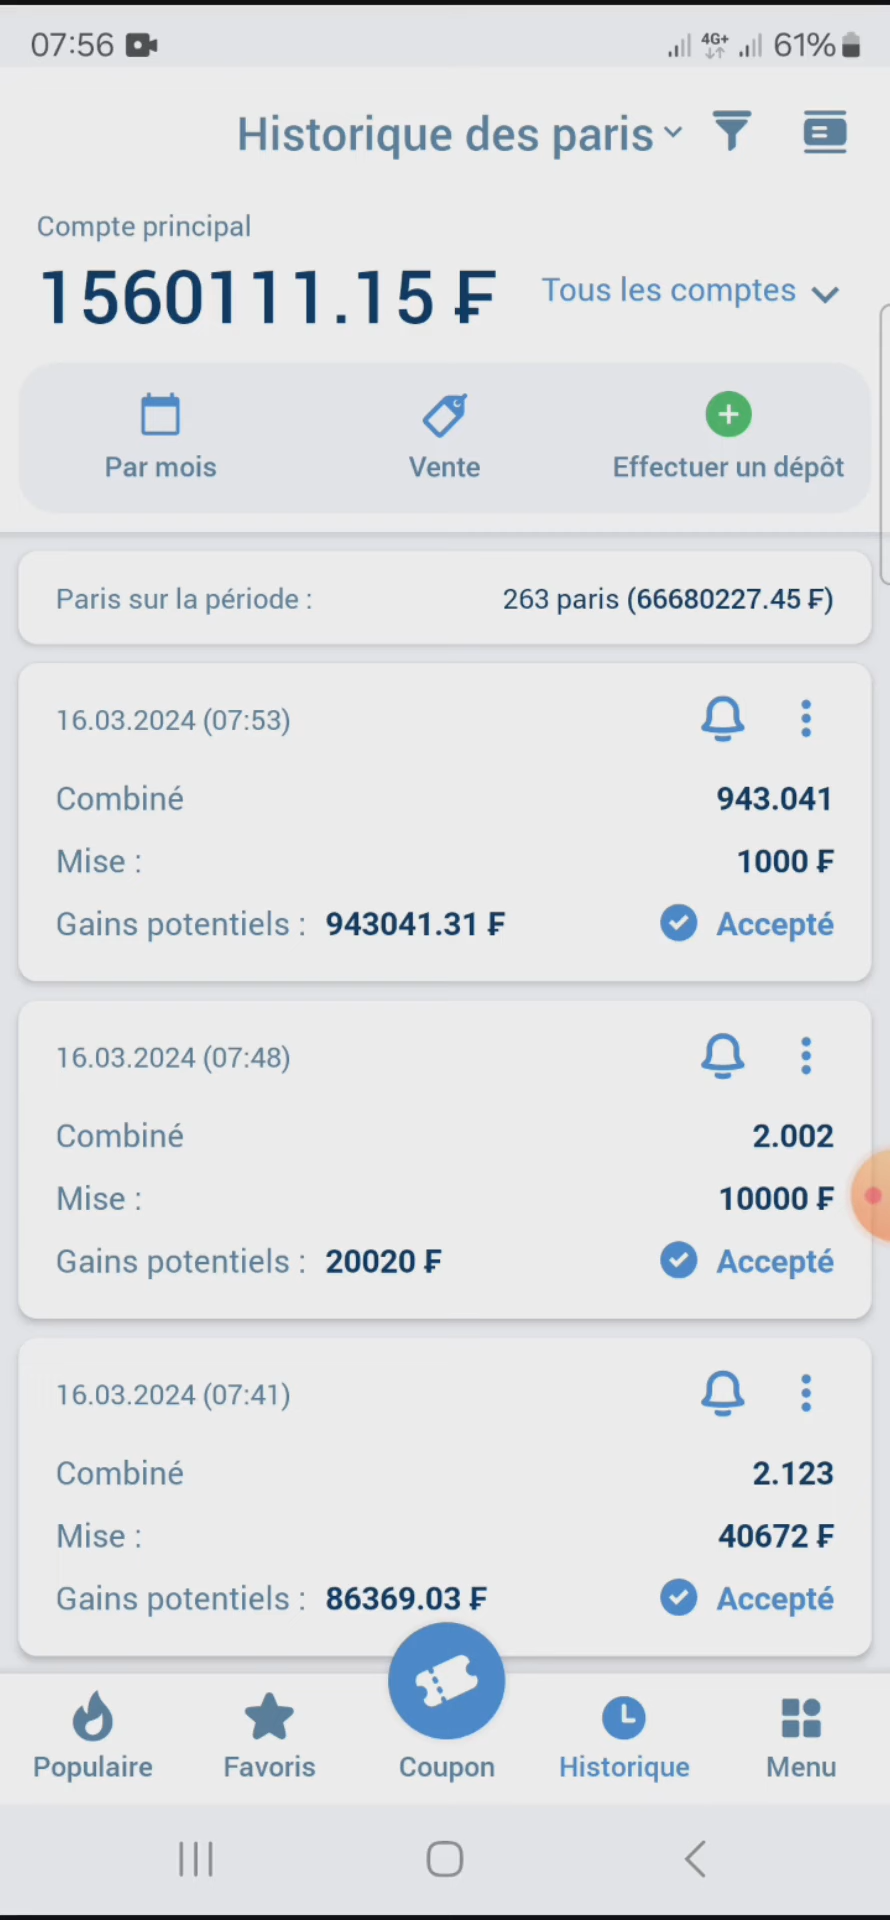 07:56
4G+ 61%
Historique des paris
Compte principal
1560111.15 ₣ Tous les comptes
Par mois Vente Effectuer un dépôt
Paris sur la période : 263 paris (66680227.45 ₣)
16.03.2024 (07:53)
Combiné 943.041
Mise : 1000 ₣
Gains potentiels : 943041.31 ₣ Accepté
16.03.2024 (07:48)
Combiné 2.002
Mise : 10000 ₣
Gains potentiels : 20020 ₣ Accepté
16.03.2024 (07:41)
Combiné 2.123
Mise : 40672 ₣
Gains potentiels : 86369.03 ₣ Accepté
Populaire Favoris Coupon Historique Menu